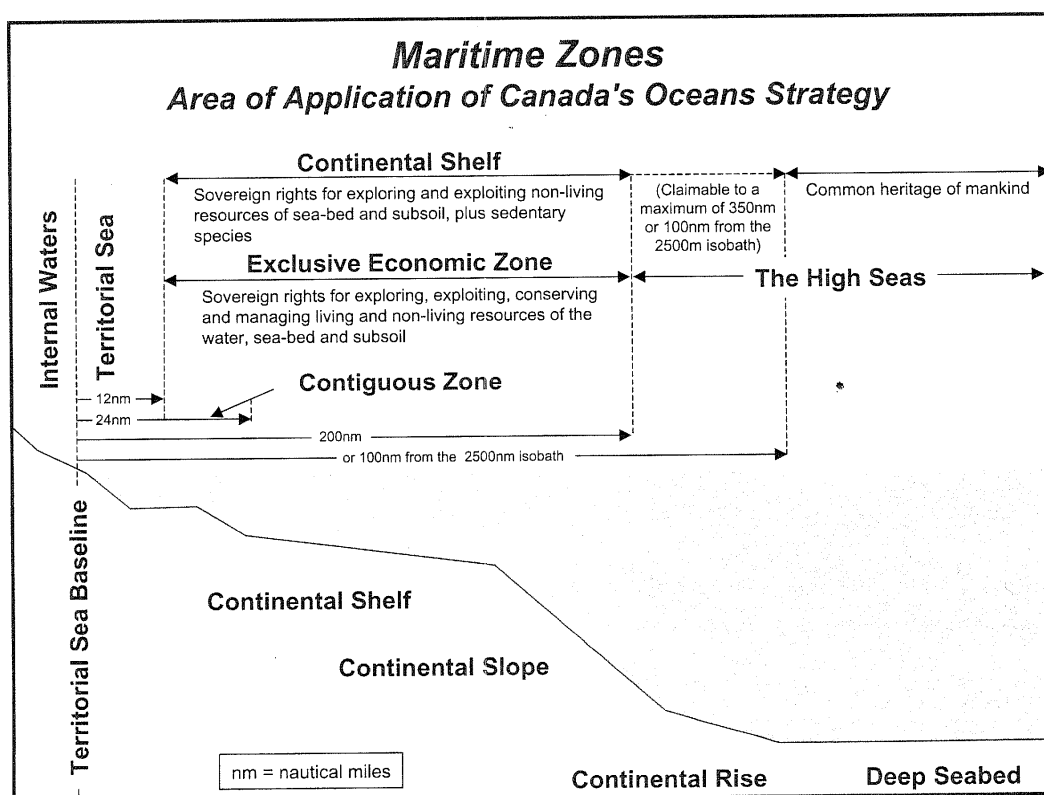 Maritime Zones
Area of Application of Canada's Oceans Strategy
Internal Waters
Territorial Sea
Continental Shelf
Sovereign rights for exploring and exploiting non-living
resources of sea-bed and subsoil, plus sedentary
species
(Claimable to a
maximum of 350nm
or 100nm from the
2500m isobath)
Common heritage of mankind
Exclusive Economic Zone
Sovereign rights for exploring, exploiting, conserving
and managing living and non-living resources of the
water, sea-bed and subsoil
The High Seas
Contiguous Zone
12nm
24nm
200nm
or 100nm from the 2500nm isobath
Territorial Sea Baseline
Continental Shelf
Continental Slope
nm = nautical miles
Continental Rise
Deep Seabed